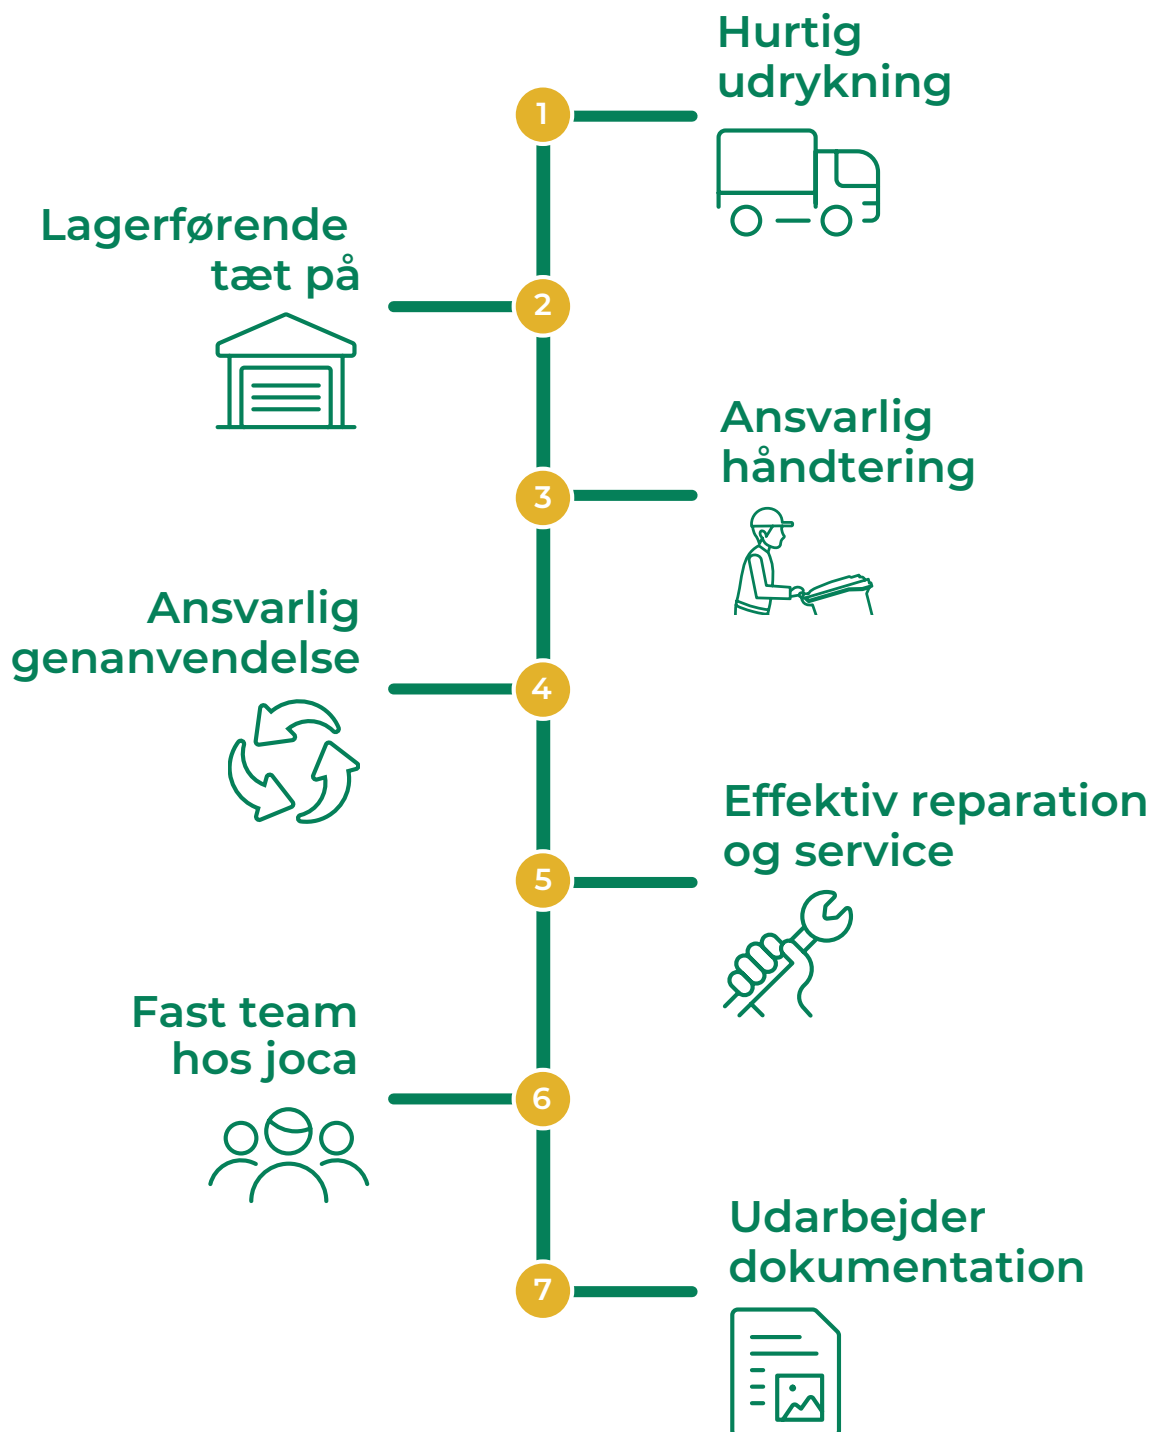 Hurtig
udrykning
1
Lagerførende
tæt på
2
Ansvarlig
håndtering
3
Ansvarlig
genanvendelse
4
Effektiv reparation
og service
5
Fast team
hos joca
6
Udarbejder
dokumentation
7